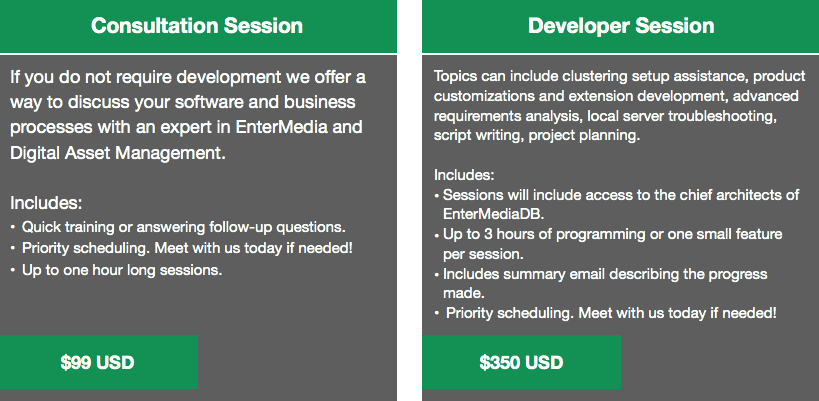 Consultation Session
If you do not require development we offer a
way to discuss your software and business
processes with an expert in EnterMedia and
Digital Asset Management.
Includes:
• Quick training or answering follow-up questions.
• Priority scheduling. Meet with us today if needed!
• Up to one hour long sessions.
$99 USD
Developer Session
Topics can include clustering setup assistance, product
customizations and extension development, advanced
requirements analysis, local server troubleshooting,
script writing, project planning.
Includes:
• Sessions will include access to the chief architects of
EnterMediaDB.
• Up to 3 hours of programming or one small feature
per session.
• Includes summary email describing the progress
made.
• Priority scheduling. Meet with us today if needed!
$350 USD